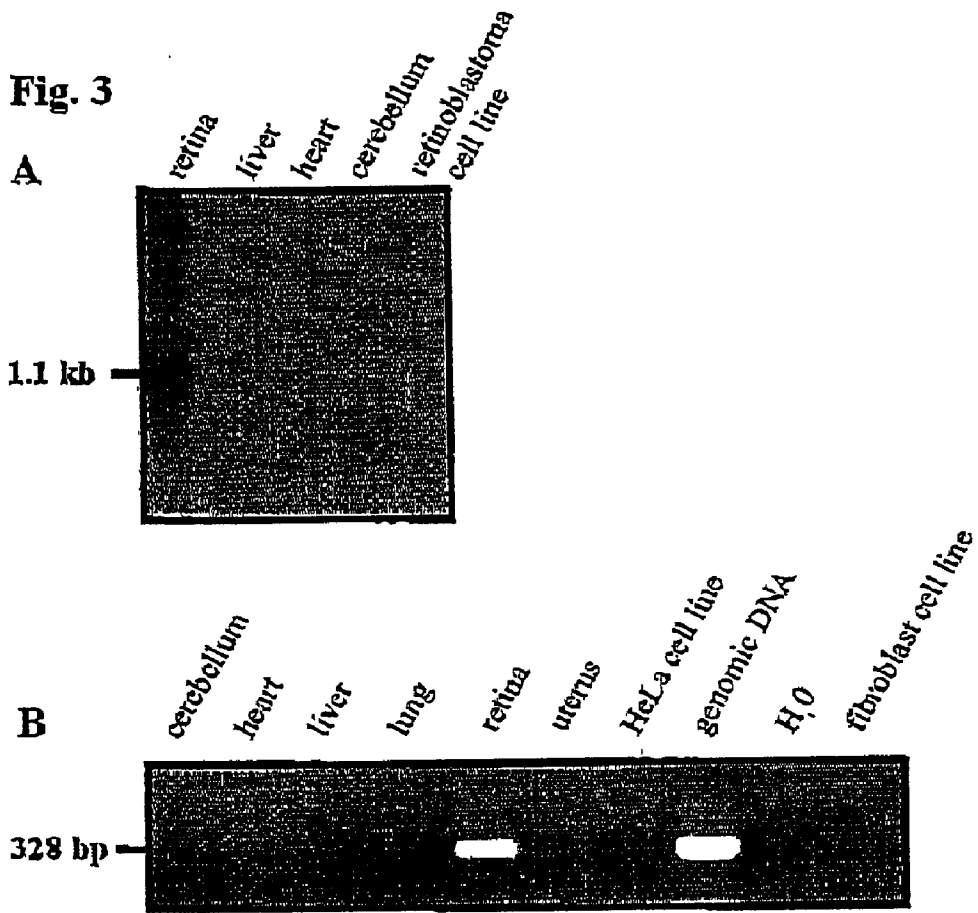 Fig. 3
A
retina
liver
heart
cerebellum
retinoblastoma
cell line
1.1 kb
B
cerebellum
heart
liver
lung
retina
uterus
HeLa cell line
genomic DNA
H₂0
fibroblast cell line
328 bp